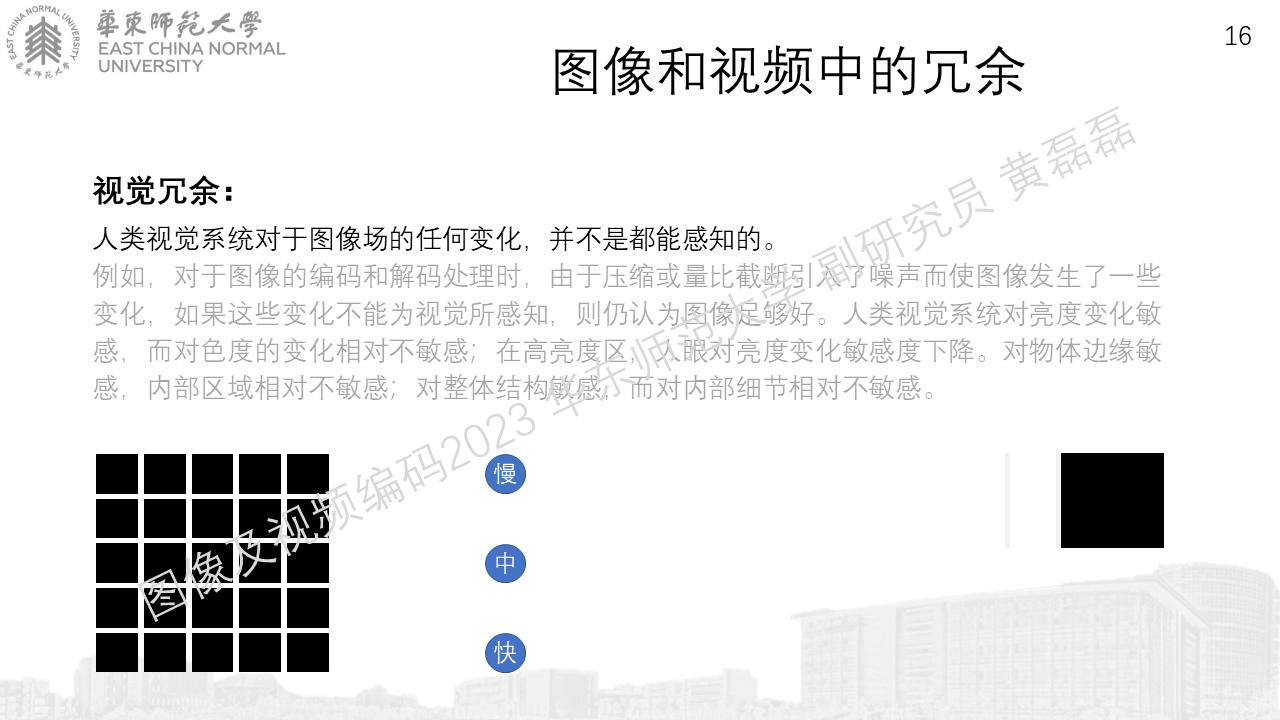 華東師範大學
EAST CHINA NORMAL
UNIVERSITY
EAST CHINA NORMAL UNIVERSITY
華東師范大學
16
图像和视频中的冗余
视觉冗余：
人类视觉系统对于图像场的任何变化，并不是都能感知的。
例如，对于图像的编码和解码处理时，由于压缩或量比截断引入了噪声而使图像发生了一些
变化，如果这些变化不能为视觉所感知，则仍认为图像足够好。人类视觉系统对亮度变化敏
感，而对色度的变化相对不敏感；在高亮度区，人眼对亮度变化敏感度下降。对物体边缘敏
感，内部区域相对不敏感；对整体结构敏感，而对内部细节相对不敏感。
图像及视频编码2023 华东师范大学 副研究员 黄磊磊
慢
中
快